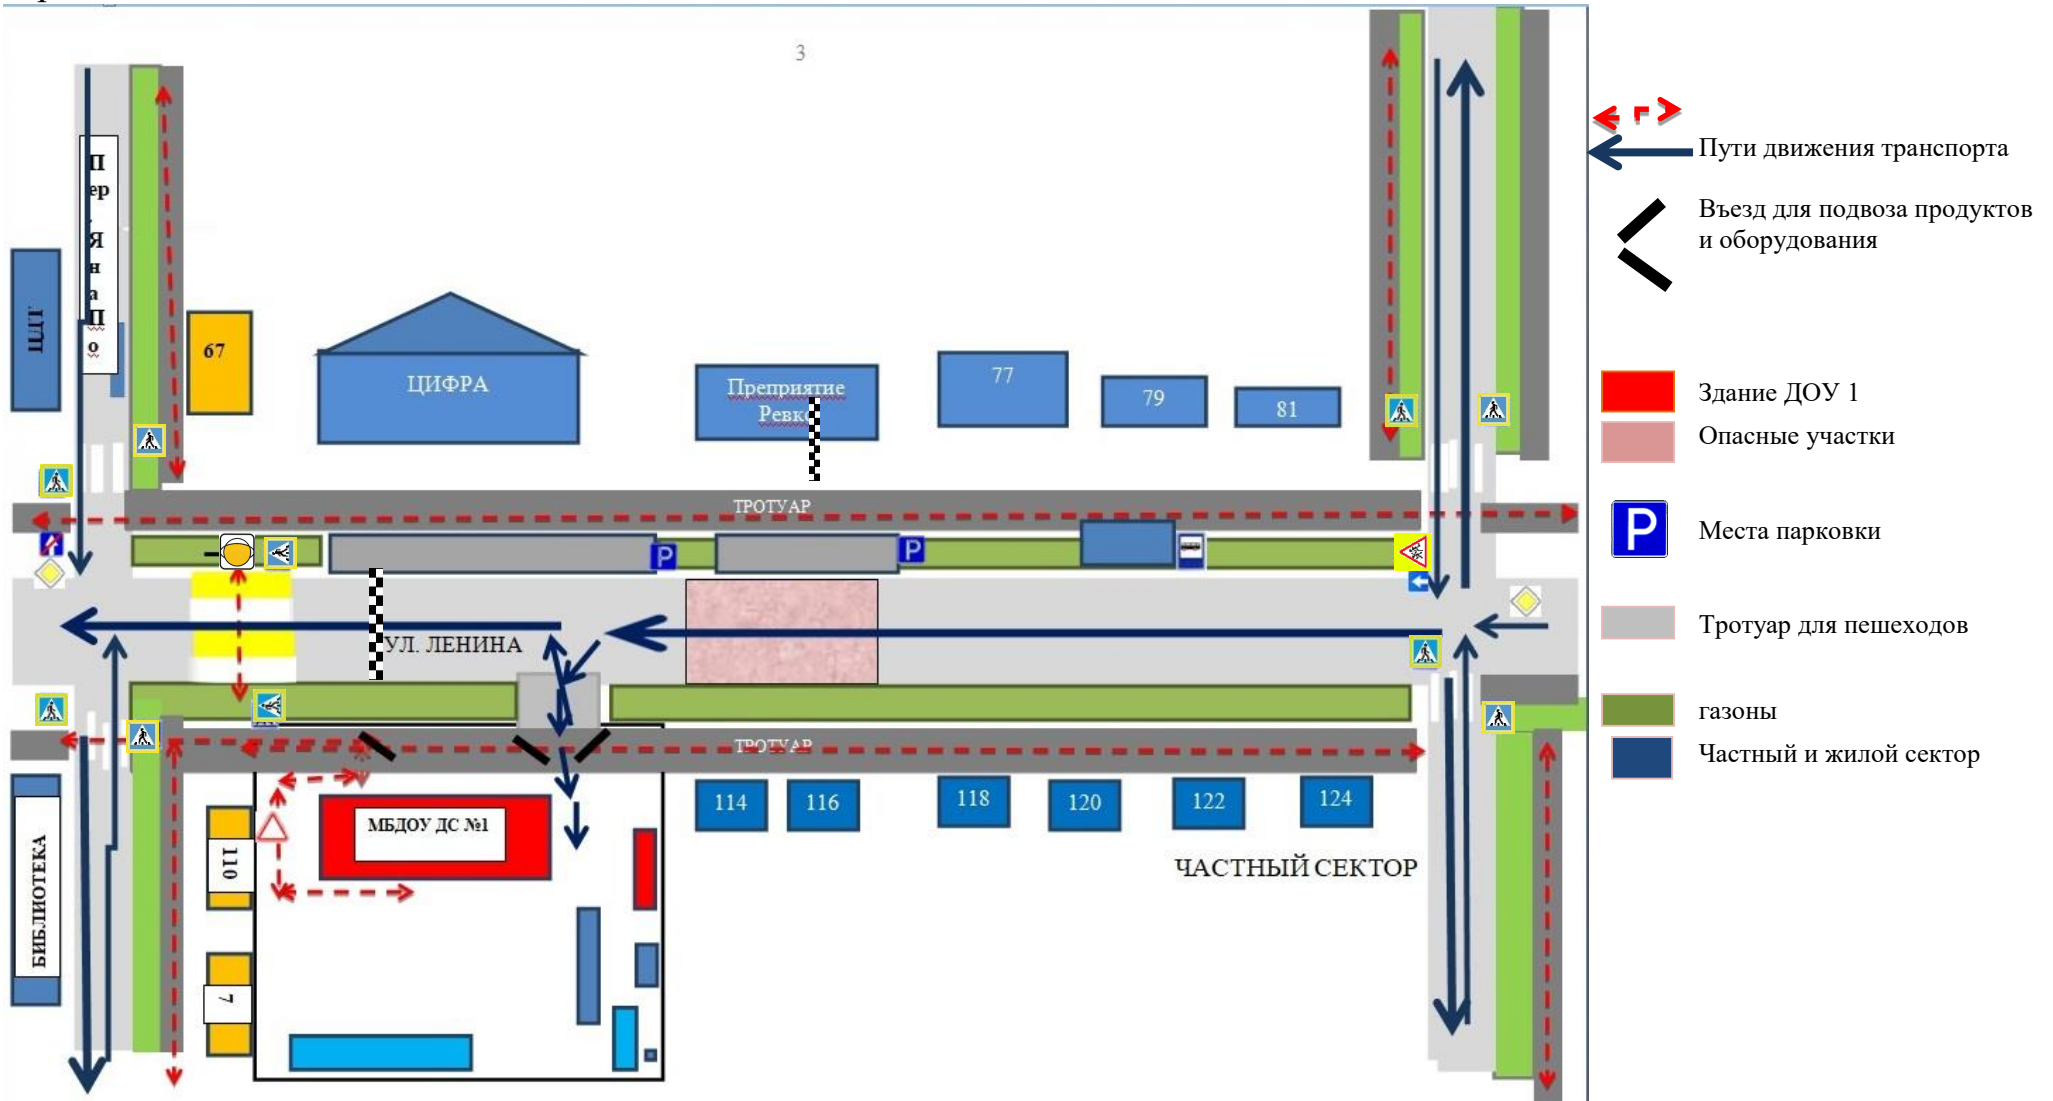 3
П
ер
.
Я
н
а
П
о
ЦДТ
67
ЦИФРА
Преприятие
Ревко
77
79
81
ТРОТУАР
P
P
УЛ. ЛЕНИНА
ТРОТУАР
МБДОУ ДС №1
110
7
БИБЛИОТЕКА
114
116
118
120
122
124
ЧАСТНЫЙ СЕКТОР
Пути движения транспорта
Въезд для подвоза продуктов
и оборудования
Здание ДОУ 1
Опасные участки
P
Места парковки
Тротуар для пешеходов
газоны
Частный и жилой сектор